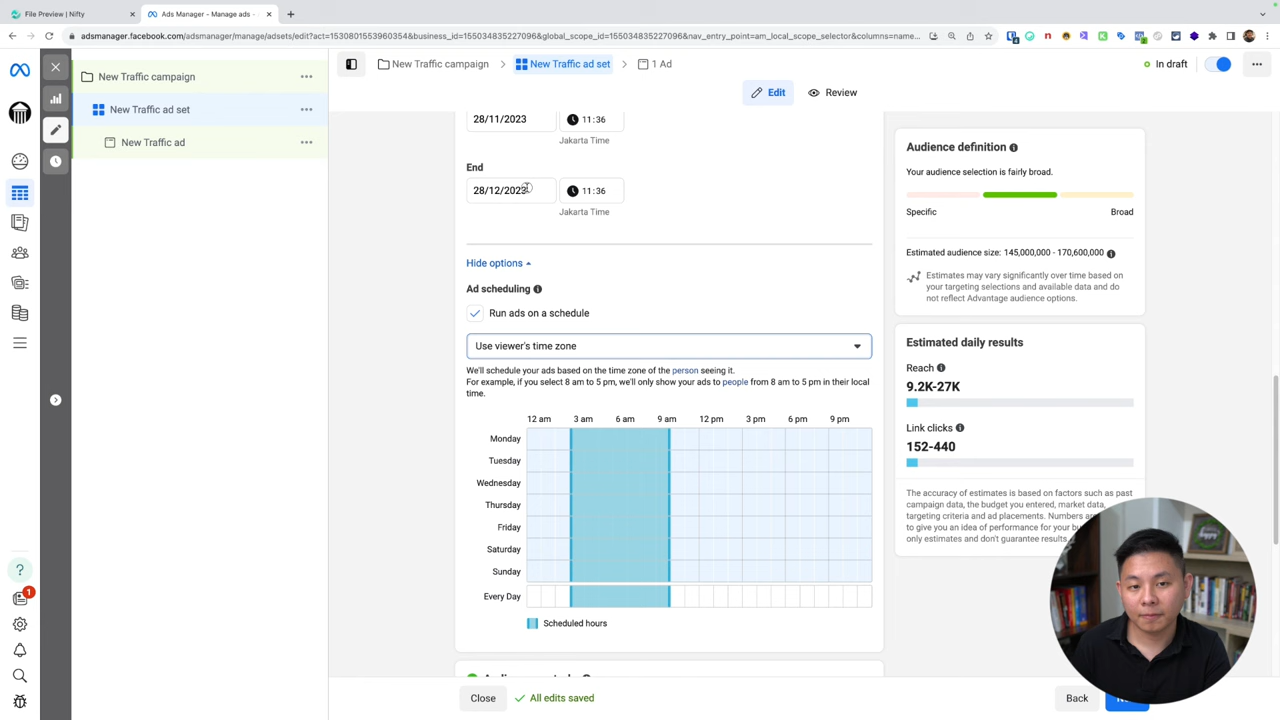 File Preview | Nifty
Ads Manager - Manage ads -
adsmanager.facebook.com/adsmanager/manage/adsets/edit?act=1530801553960354&business_id=155034835227096&global_scope_id=155034835227096&nav_entry_point=am_local_scope_selector&columns=name...
New Traffic campaign
New Traffic ad set
New Traffic ad
New Traffic campaign
New Traffic ad set
1 Ad
In draft
Edit
Review
28/11/2023
11:36
Jakarta Time
End
28/12/2023
11:36
Jakarta Time
Hide options
Ad scheduling
Run ads on a schedule
Use viewer's time zone
We'll schedule your ads based on the time zone of the person seeing it.
For example, if you select 8 am to 5 pm, we'll only show your ads to people from 8 am to 5 pm in their local
time.
12 am 3 am 6 am 9 am 12 pm 3 pm 6 pm 9 pm
Monday
Tuesday
Wednesday
Thursday
Friday
Saturday
Sunday
Every Day
Scheduled hours
Close
All edits saved
Back
Audience definition
Your audience selection is fairly broad.
Specific
Broad
Estimated audience size: 145,000,000 - 170,600,000
Estimates may vary significantly over time based on
your targeting selections and available data and do
not reflect Advantage audience options.
Estimated daily results
Reach
9.2K-27K
Link clicks
152-440
The accuracy of estimates is based on factors such as past
campaign data, the budget you entered, market data,
targeting criteria and ad placements. Numbers are
to give you an idea of performance for your
only estimates and don't guarantee results.
1